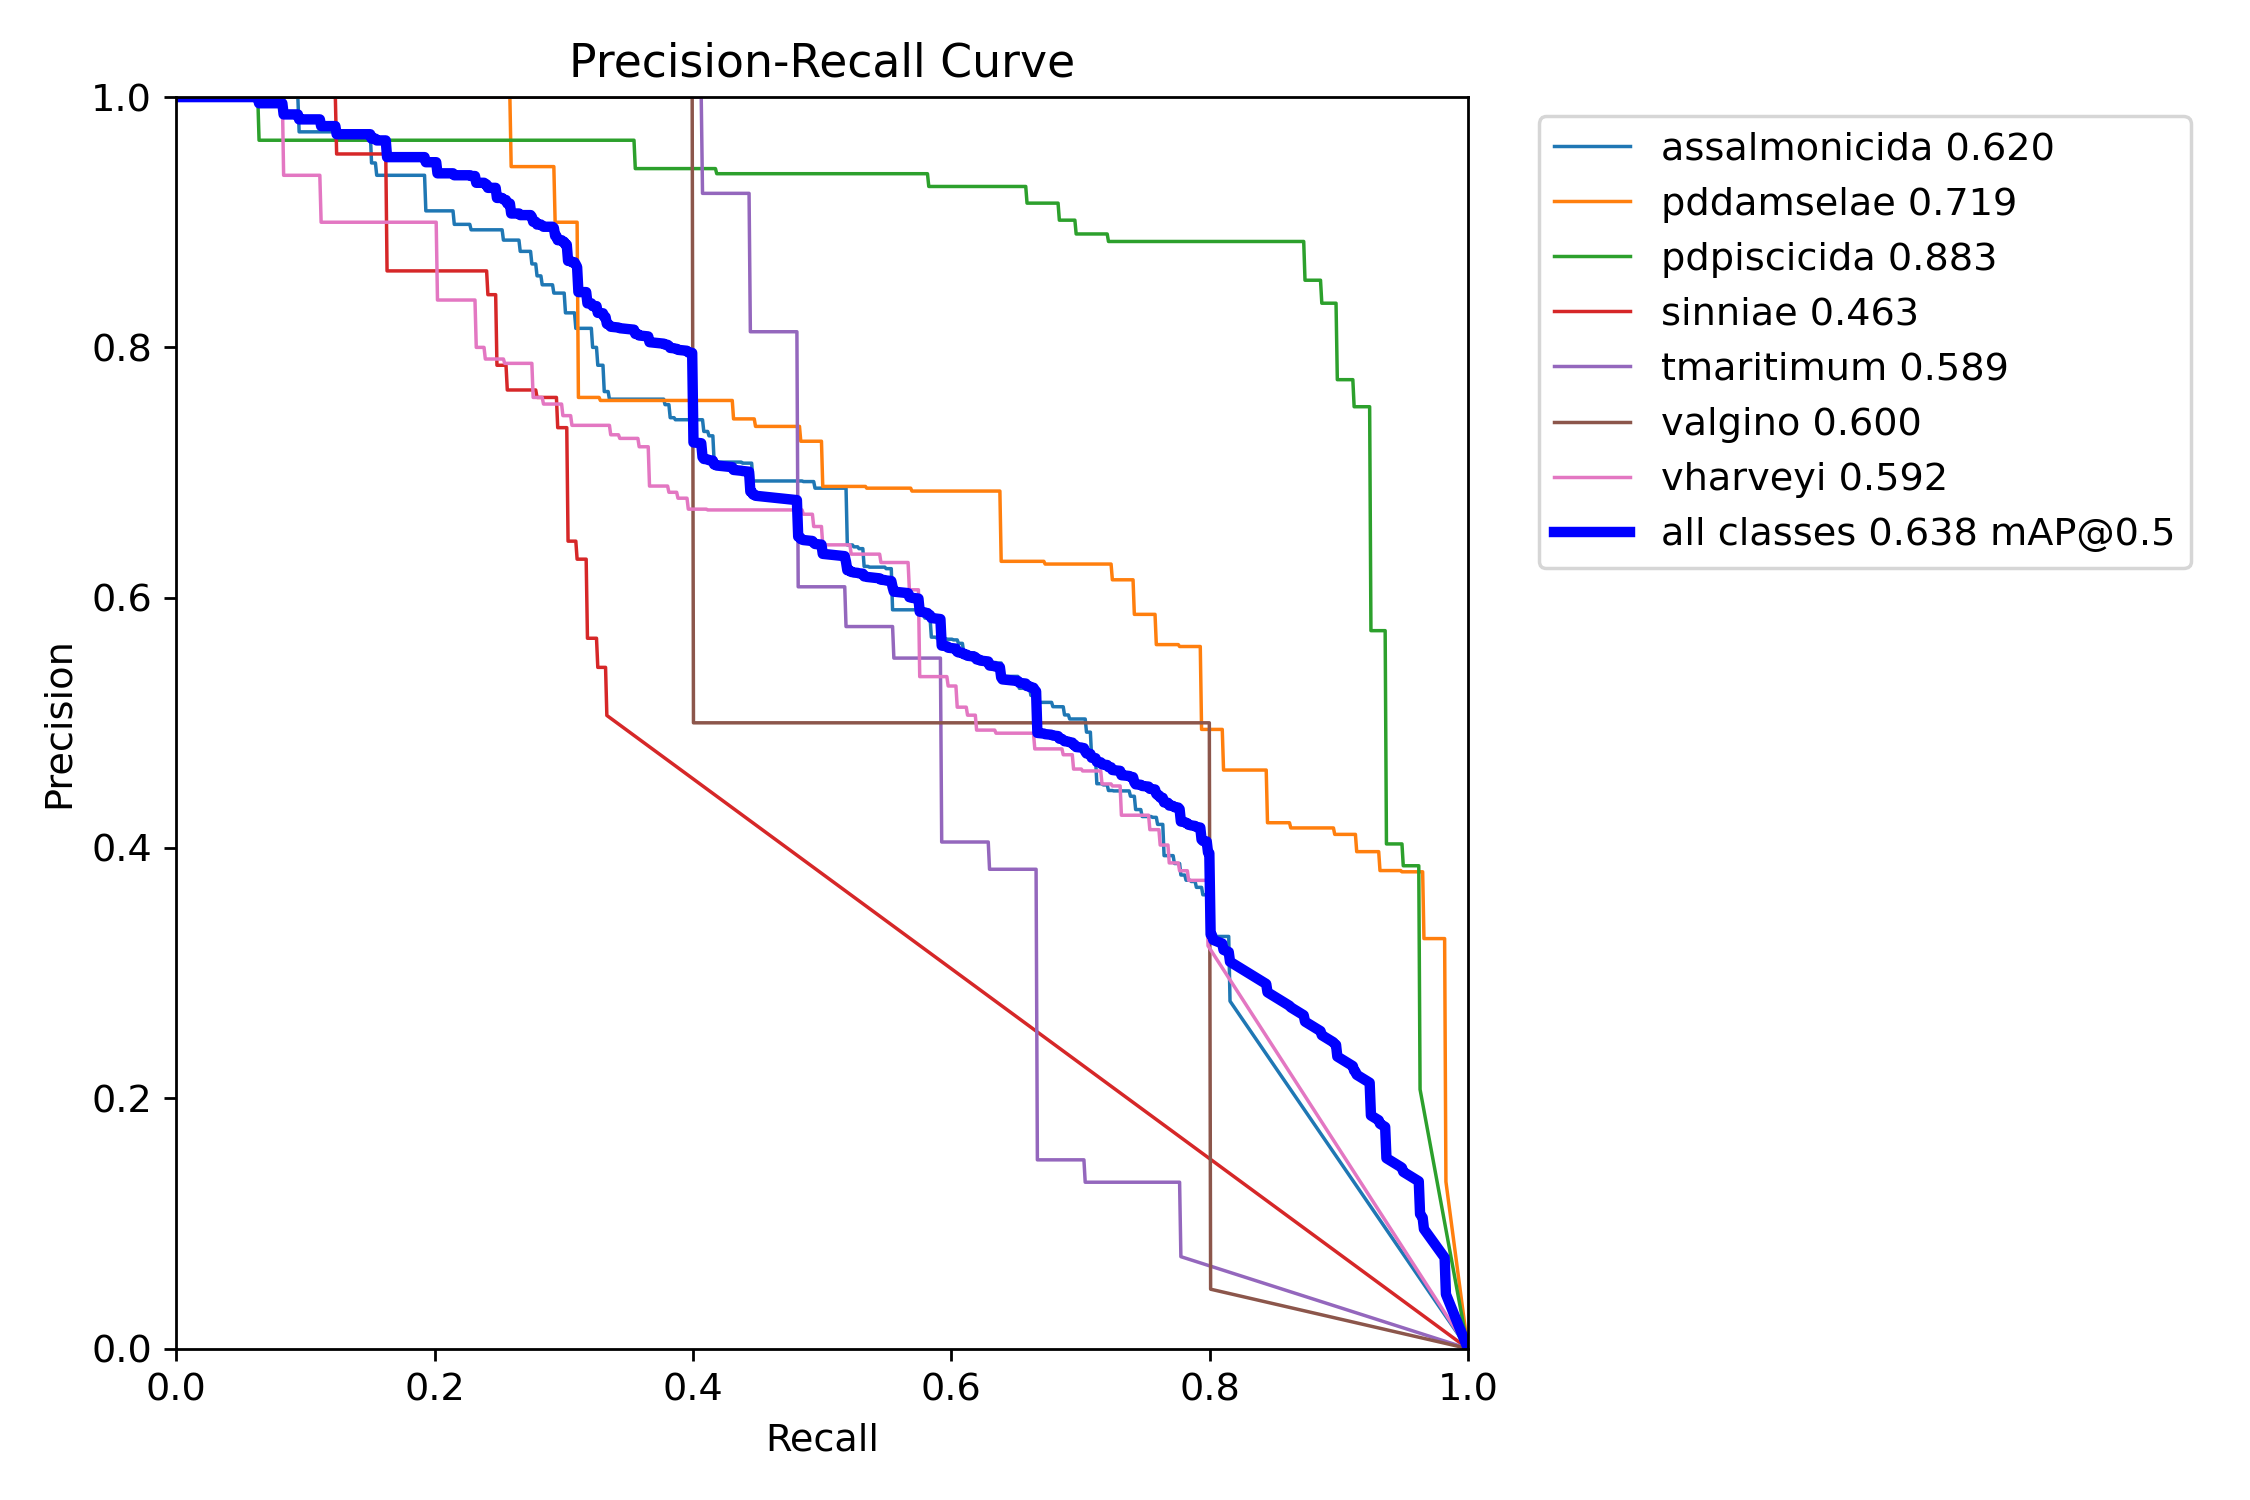 Precision-Recall Curve
1.0
0.8
0.6
0.4
0.2
0.0
Precision
0.0 0.2 0.4 0.6 0.8 1.0
Recall
assalmonicida 0.620
pddamselae 0.719
pdpiscicida 0.883
sinniae 0.463
tmaritimum 0.589
valgino 0.600
vharveyi 0.592
all classes 0.638 mAP@0.5